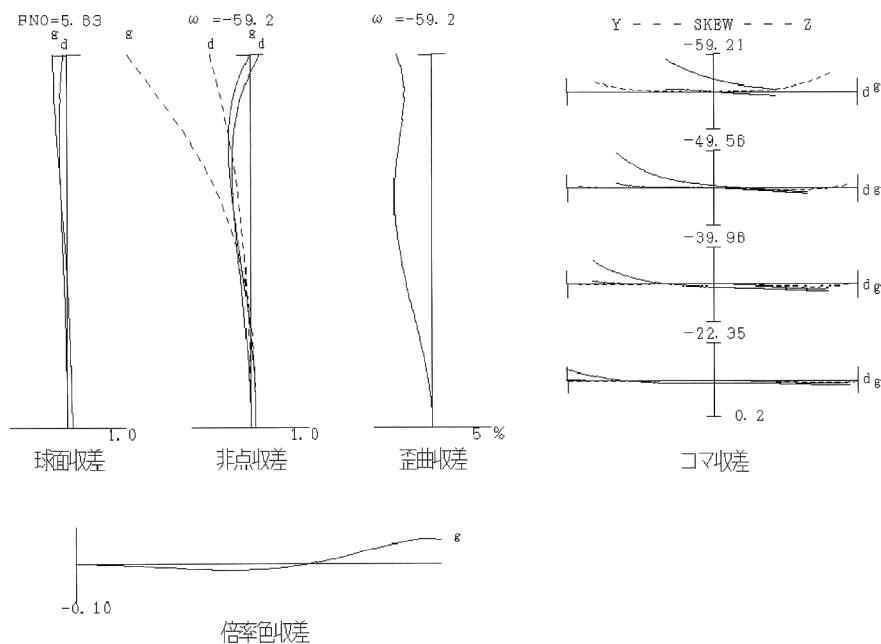 FNO=5.63
g
d
1.0
球面収差
ω=-59.2
g
d
g
d
1.0
非点収差
ω=-59.2
5 %
歪曲収差
Y - - - SKEW - - - Z
-59.21
d g
-49.56
d g
-39.96
d g
-22.35
d g
0.2
コマ収差
g
-0.10
倍率色収差